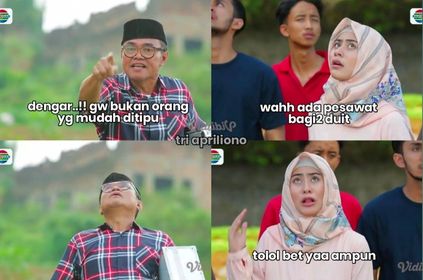 dengar..!! gw bukan orang
yg mudah ditipu
wahh ada pesawat
bagi2 duit
tri apriliono
tolol bet yaa ampun